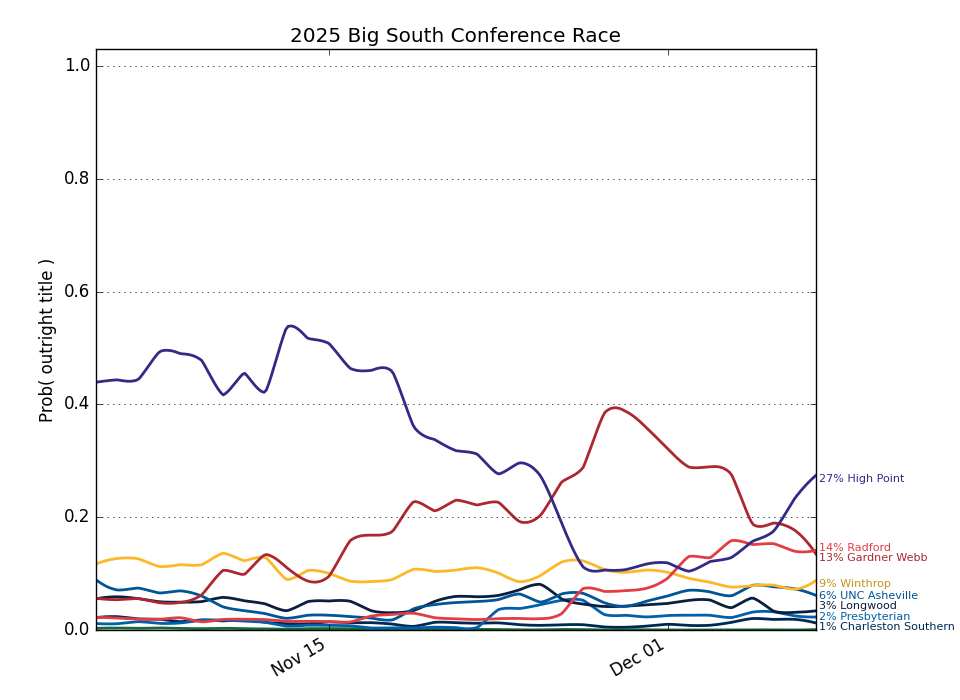 2025 Big South Conference Race
1.0
0.8
0.6
0.4
0.2
0.0
Prob( outright title )
Nov 15
Dec 01
27% High Point
14% Radford
13% Gardner Webb
9% Winthrop
6% UNC Asheville
3% Longwood
2% Presbyterian
1% Charleston Southern